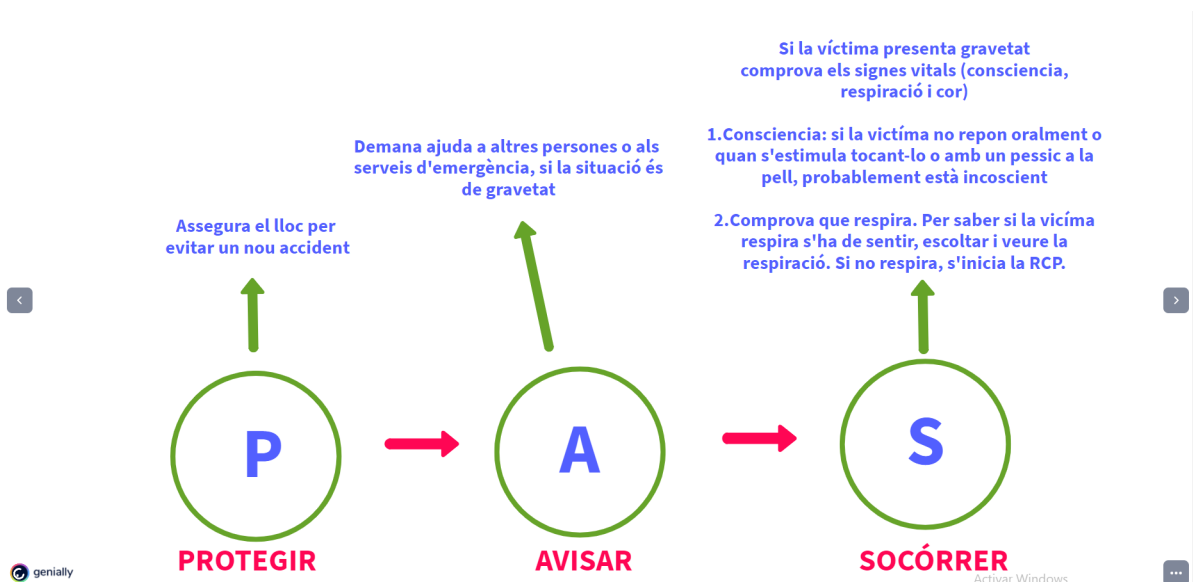 Assegura el lloc per
evitar un nou accident
P
PROTEGIR
Demana ajuda a altres persones o als
serveis d'emergència, si la situació és
de gravetat
A
AVISAR
Si la víctima presenta gravetat
comprova els signes vitals (consciencia,
respiració i cor)
1.Consciencia: si la victíma no repon oralment o
quan s'estimula tocant-lo o amb un pessic a la
pell, probablement està incoscient
2.Comprova que respira. Per saber si la vicíma
respira s'ha de sentir, escoltar i veure la
respiració. Si no respira, s'inicia la RCP.
S
SOCÓRRER
genially
Activar Windows